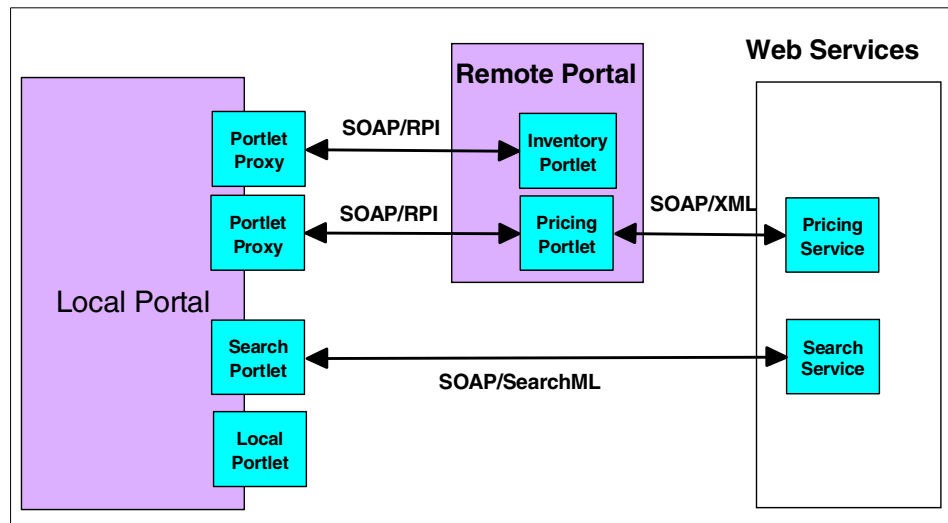 Web Services
Remote Portal
Portlet
Proxy
SOAP/RPI
Inventory
Portlet
Portlet
Proxy
SOAP/RPI
Pricing
Portlet
SOAP/XML
Pricing
Service
Local Portal
Search
Portlet
SOAP/SearchML
Search
Service
Local
Portlet